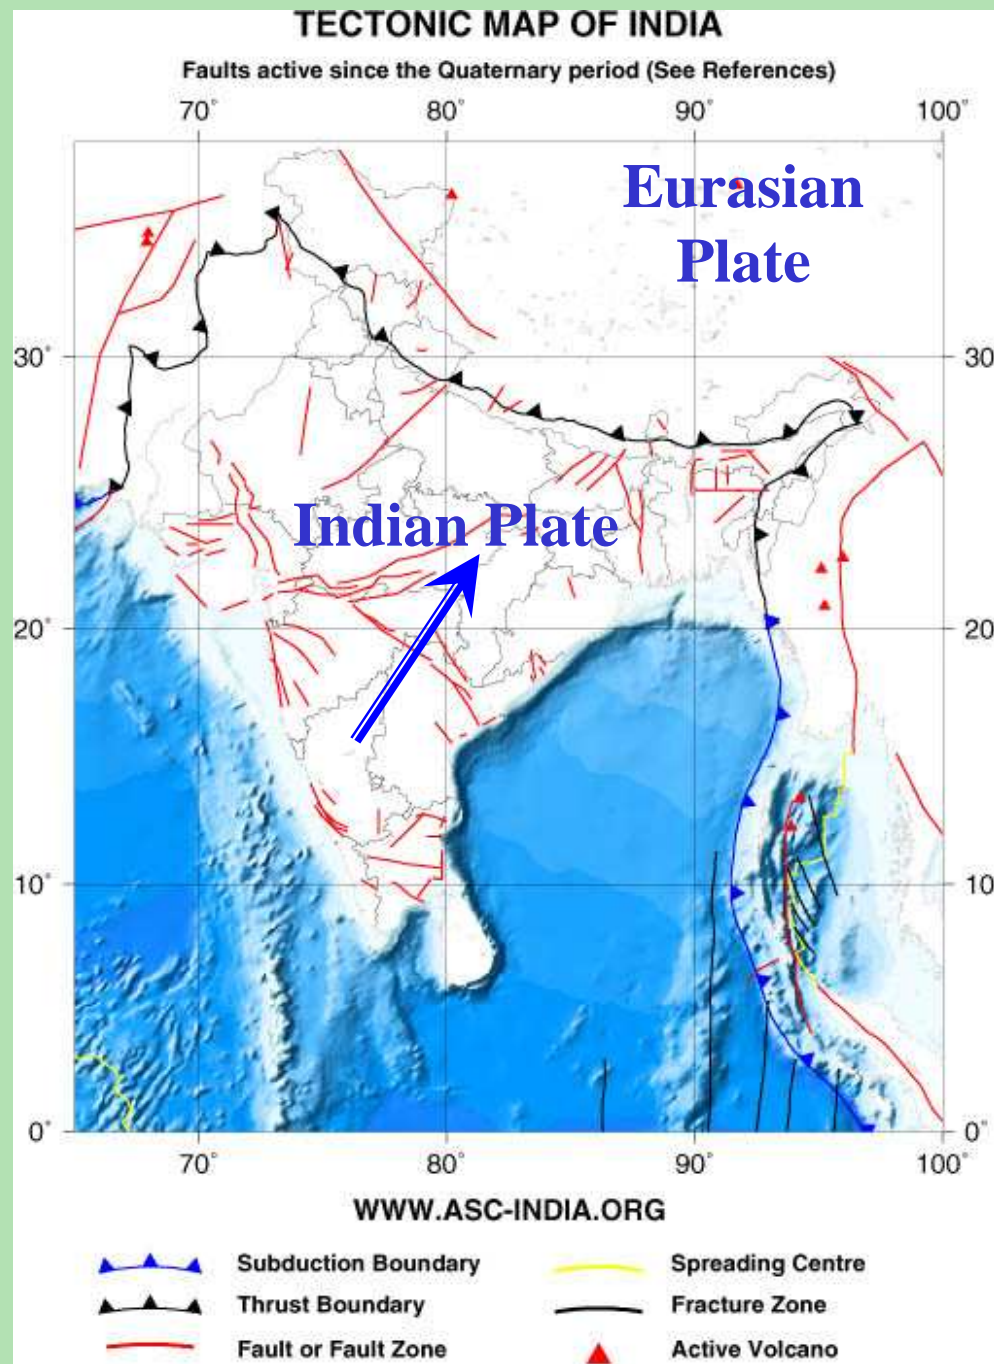 TECTONIC MAP OF INDIA
Faults active since the Quaternary period (See References)
70° 80° 90° 100°
Eurasian
Plate
30° 30
Indian Plate
20° 20
10° 10
0° 0°
70° 80° 90° 100°
WWW.ASC-INDIA.ORG
Subduction Boundary Spreading Centre
Thrust Boundary Fracture Zone
Fault or Fault Zone Active Volcano